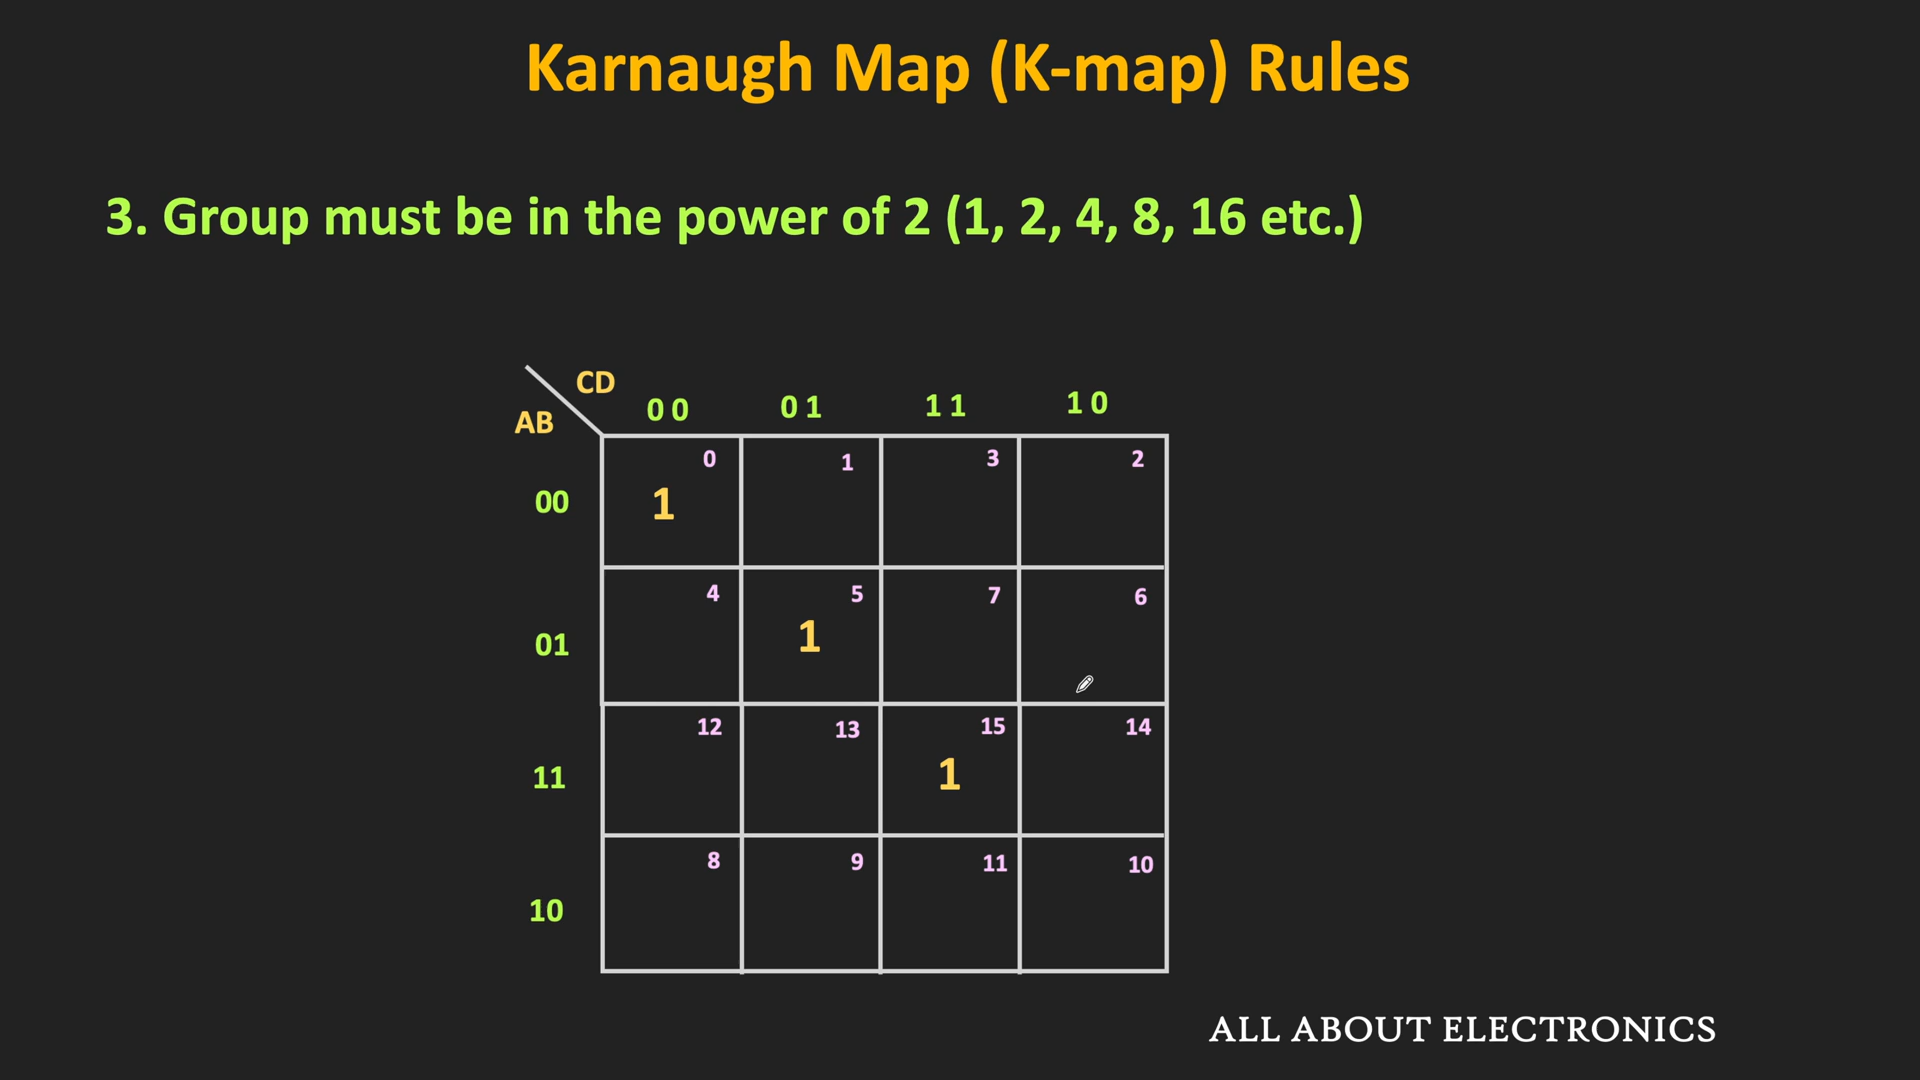 Karnaugh Map (K-map) Rules
3. Group must be in the power of 2 (1, 2, 4, 8, 16 etc.)
CD
AB
0 0 0 1 1 1 1 0
0 1 3 2
00 1
4 5 7 6
01 1
12 13 15 14
11 1
8 9 11 10
10
ALL ABOUT ELECTRONICS